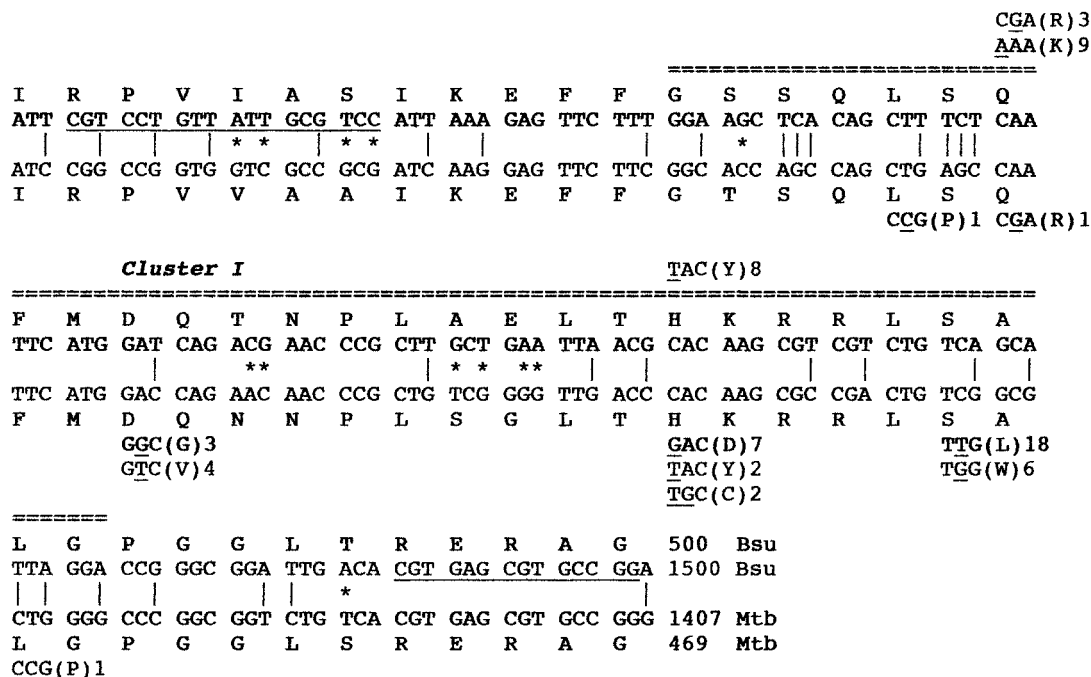 CGA(R)3
AAA(K)9
===========================
I R P V I A S I K E F F G S S Q L S Q
ATT CGT CCT GTT ATT GCG TCC ATT AAA GAG TTC TTT GGA AGC TCA CAG CTT TCT CAA
| | | | * * | * * | | | | * ||| | |||
ATC CGG CCG GTG GTC GCC GCG ATC AAG GAG TTC TTC GGC ACC AGC CAG CTG AGC CAA
I R P V V A A I K E F F G T S Q L S Q
CCG(P)1 CGA(R)1
Cluster I TAC(Y)8
===========================================================================
F M D Q T N P L A E L T H K R R L S A
TTC ATG GAT CAG ACG AAC CCG CTT GCT GAA TTA ACG CAC AAG CGT CGT CTG TCA GCA
| ** | * * ** | | | | | |
TTC ATG GAC CAG AAC AAC CCG CTG TCG GGG TTG ACC CAC AAG CGC CGA CTG TCG GCG
F M D Q N N P L S G L T H K R R L S A
GGC(G)3 GAC(D)7 TTG(L)18
GTC(V)4 TAC(Y)2 TGG(W)6
TGC(C)2
=======
L G P G G L T R E R A G 500 Bsu
TTA GGA CCG GGC GGA TTG ACA CGT GAG CGT GCC GGA 1500 Bsu
| | | | | | * |
CTG GGG CCC GGC GGT CTG TCA CGT GAG CGT GCC GGG 1407 Mtb
L G P G G L S R E R A G 469 Mtb
CCG(P)1